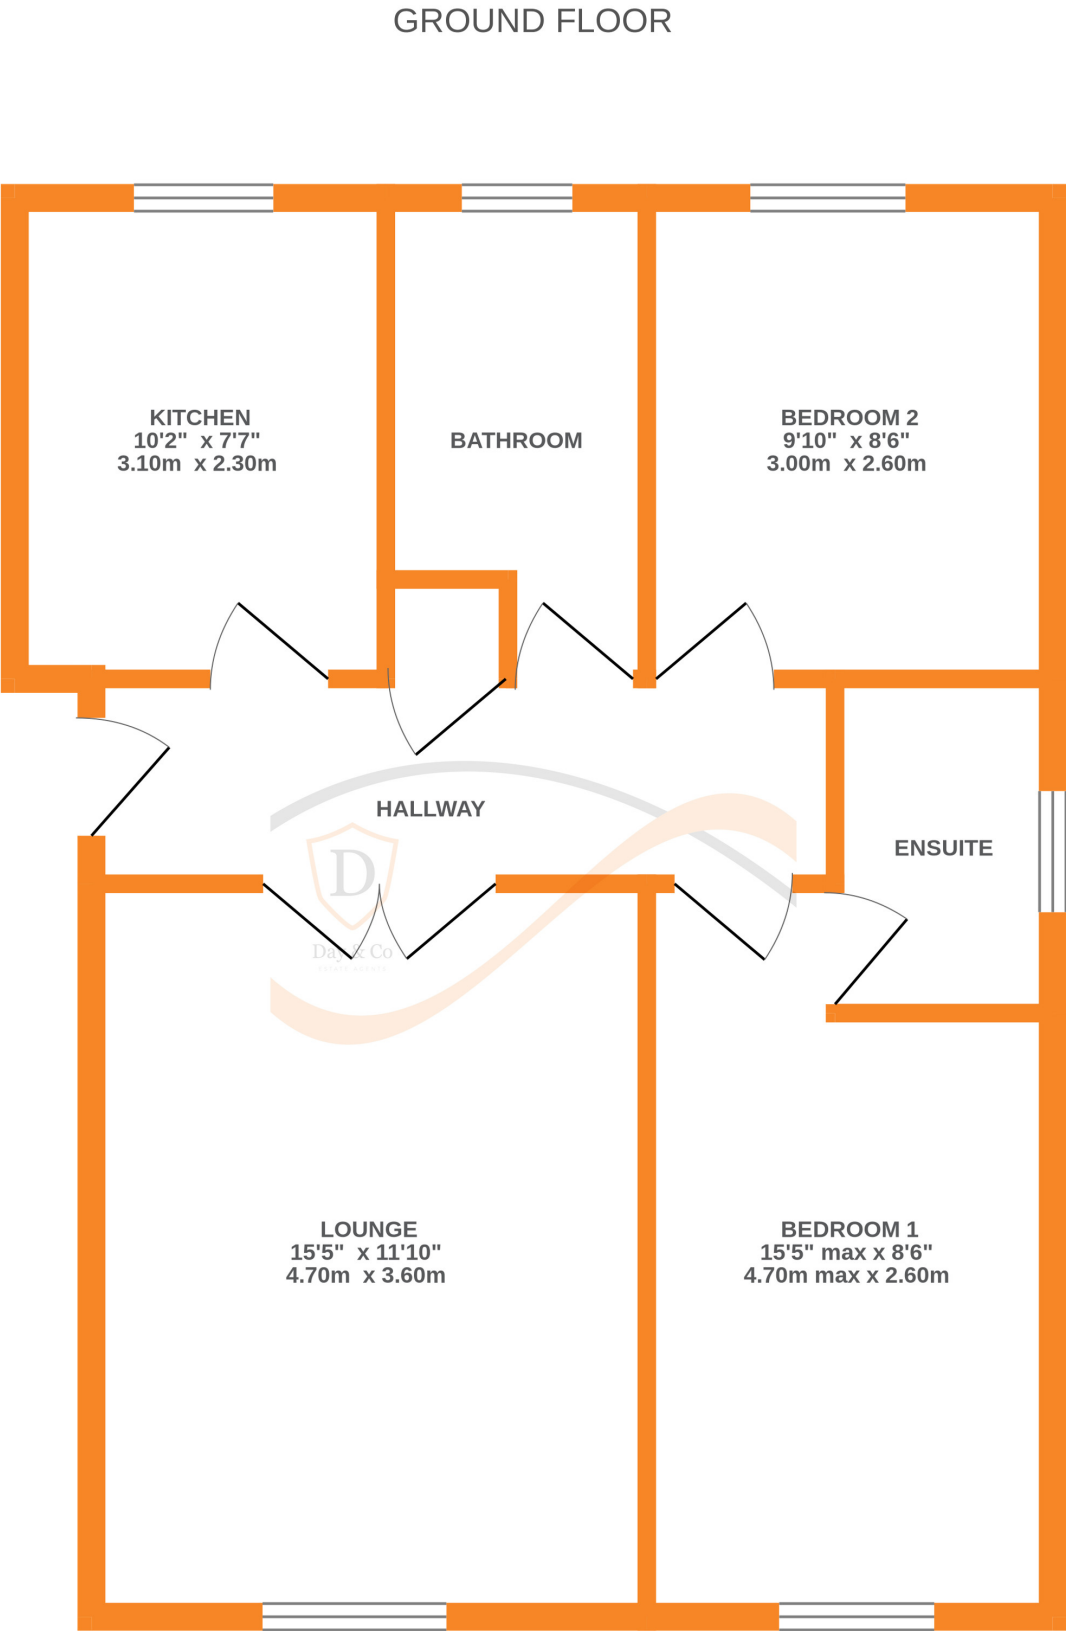 GROUND FLOOR
KITCHEN
10'2" x 7'7"
3.10m x 2.30m
BATHROOM
BEDROOM 2
9'10" x 8'6"
3.00m x 2.60m
HALLWAY
ENSUITE
D
Day & Co
LOUNGE
15'5" x 11'10"
4.70m x 3.60m
BEDROOM 1
15'5" max x 8'6"
4.70m max x 2.60m